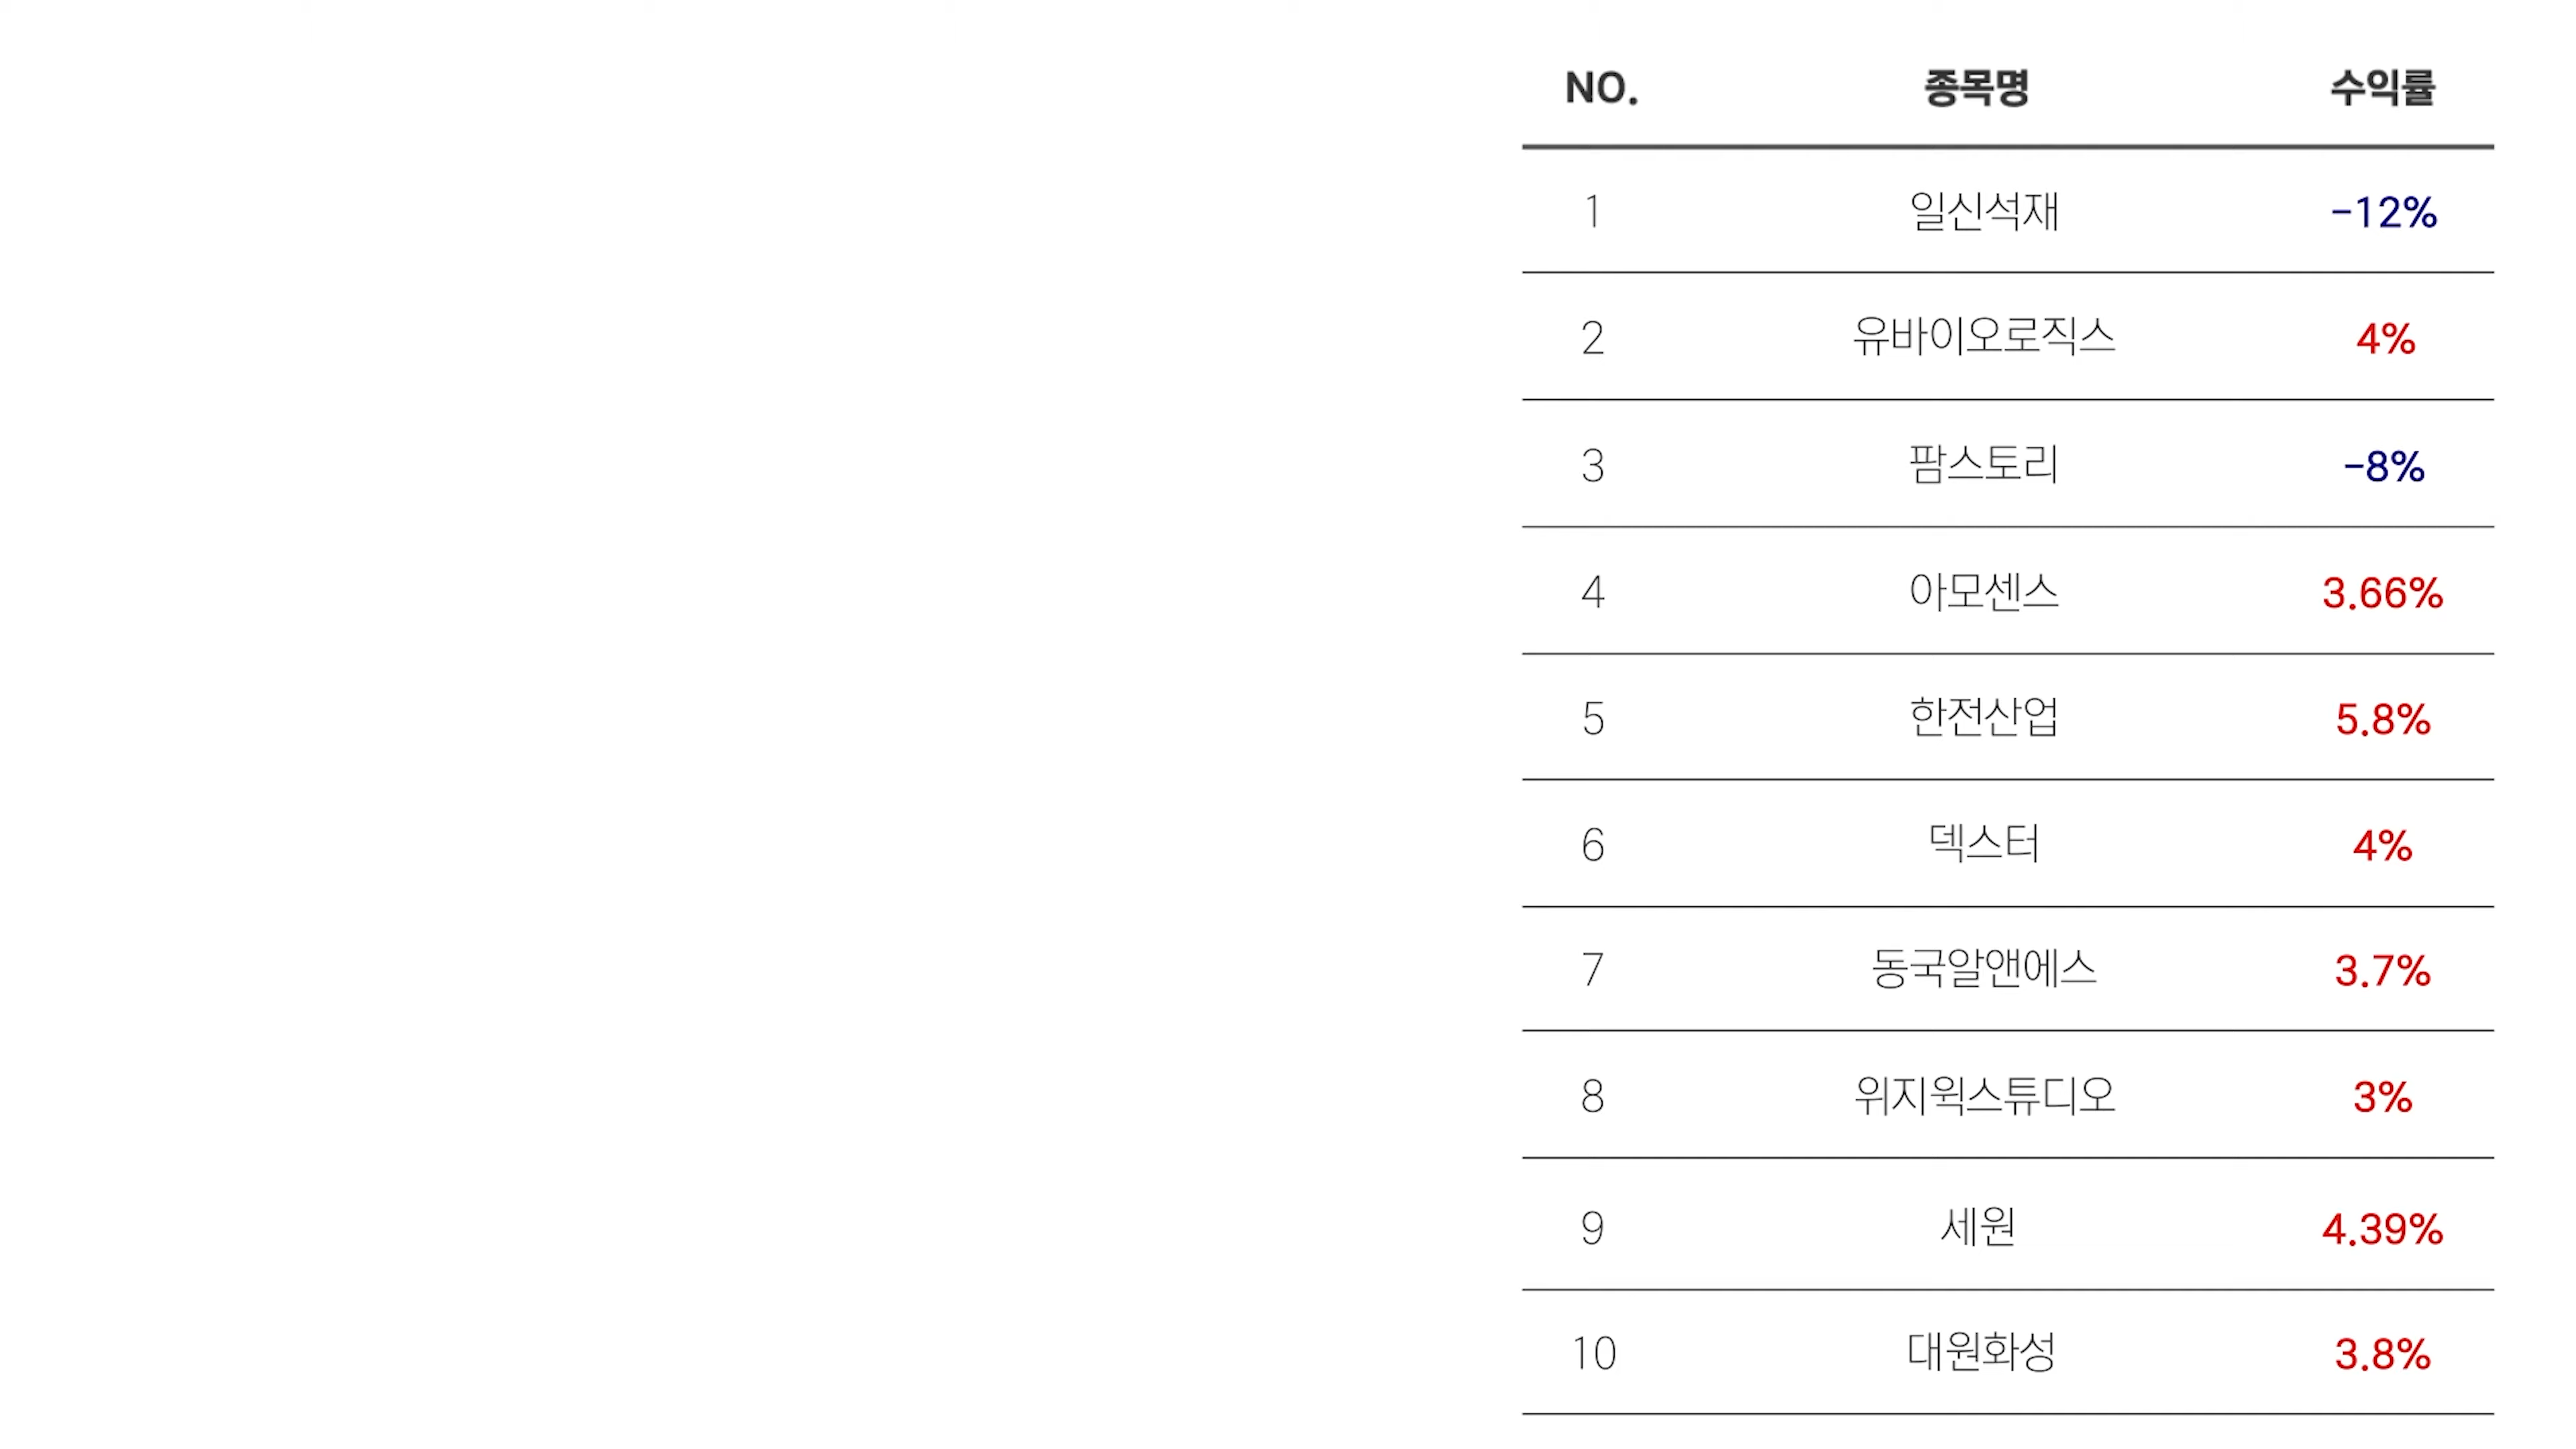 NO. 종목명 수익률
1 일신석재 -12%
2 유바이오로직스 4%
3 팜스토리 -8%
4 아모센스 3.66%
5 한전산업 5.8%
6 덱스터 4%
7 동국알앤에스 3.7%
8 위지윅스튜디오 3%
9 세원 4.39%
10 대원화성 3.8%